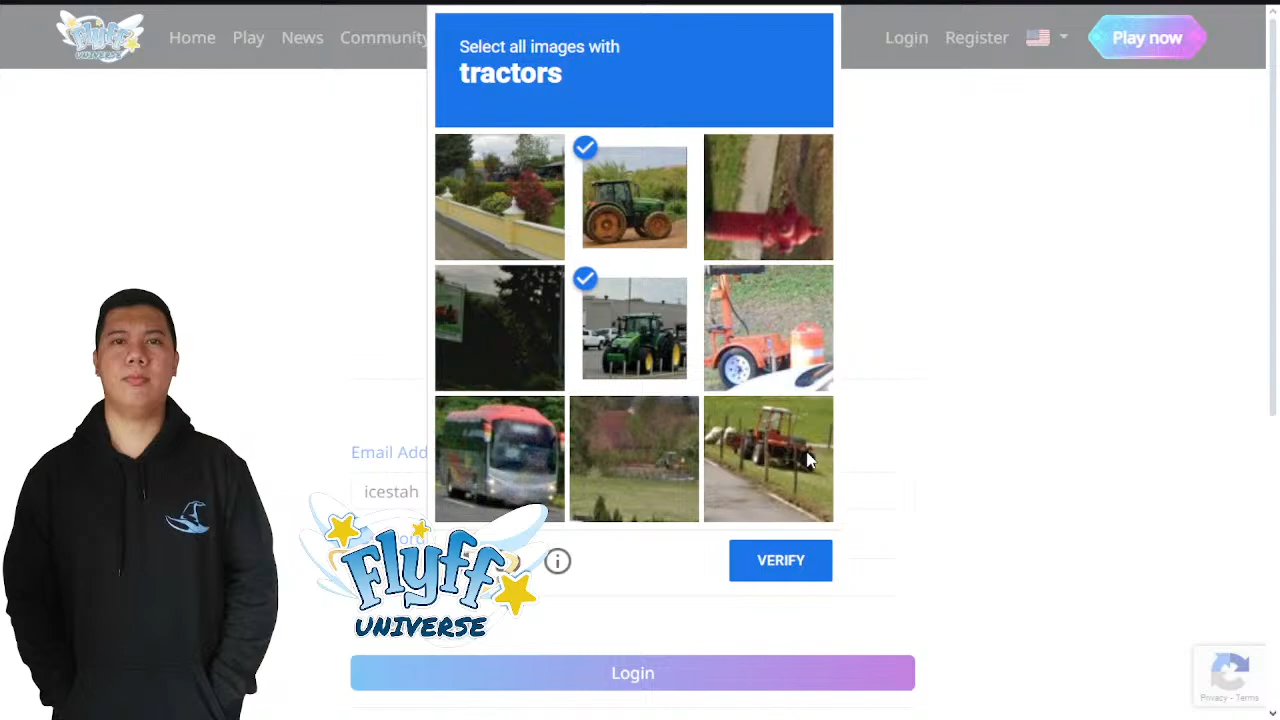 Flyff
UNIVERSE
Home
Play
News
Community
Login
Register
Play now
Select all images with
tractors
Email Add
icestah
VERIFY
Flyff
UNIVERSE
Login
Privacy - Terms